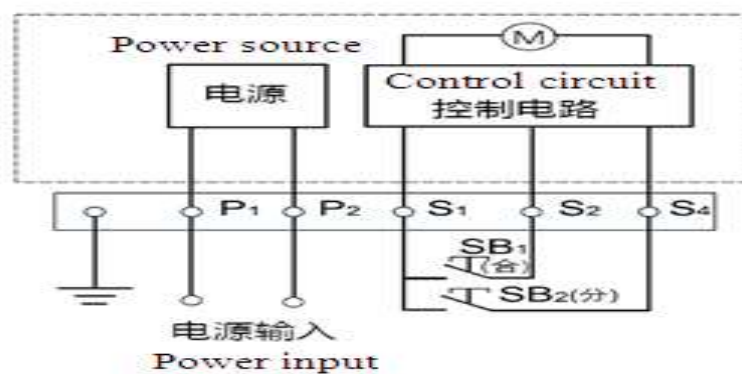 Power source
电源
M
Control circuit
控制电路
P1 P2 S1 S2 S4
SB1
(合)
SB2(分)
电源输入
Power input